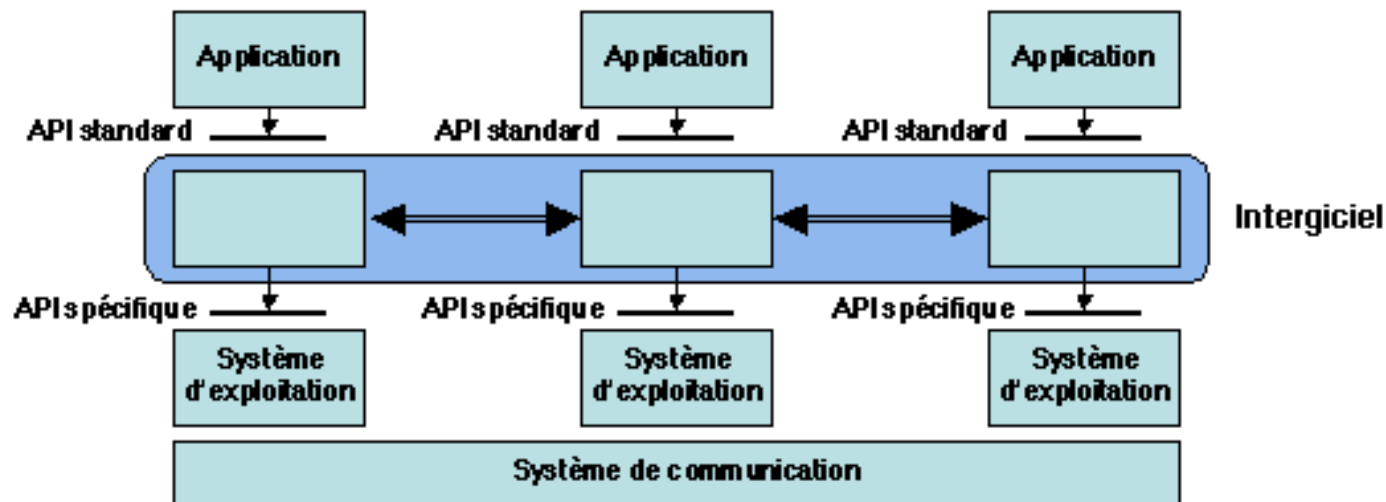 Application
Application
Application
API standard
API standard
API standard
Intergiciel
API spécifique
API spécifique
API spécifique
Système
d'exploitation
Système
d'exploitation
Système
d'exploitation
Système de communication